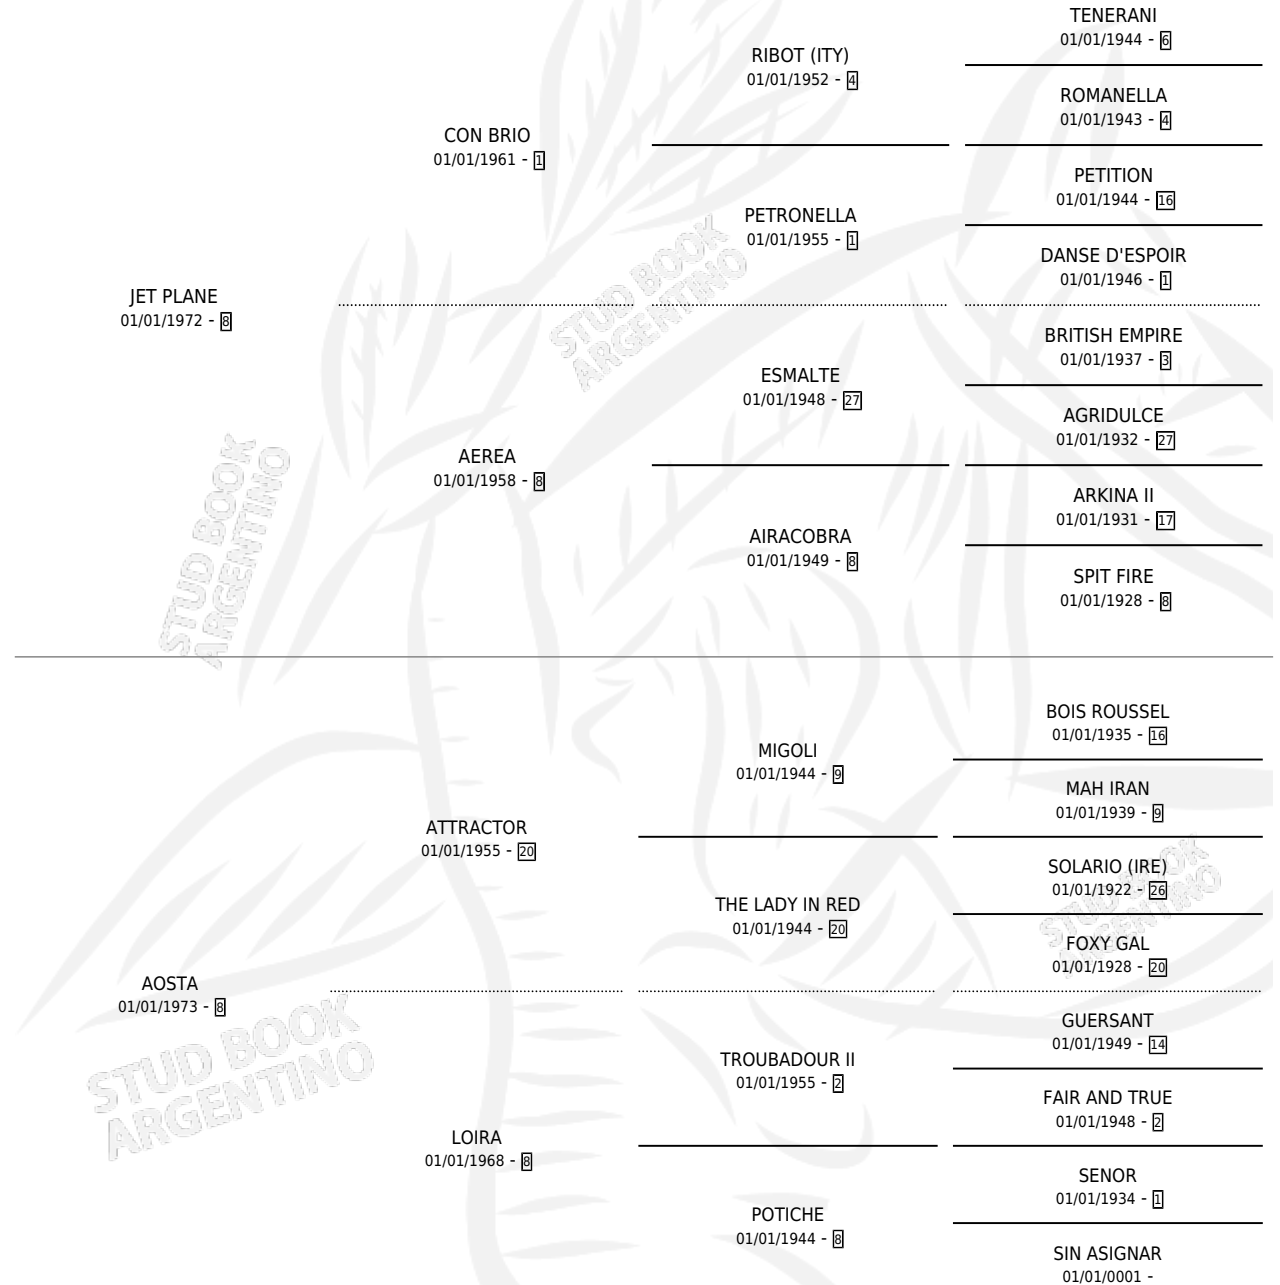 TENERANI
01/01/1944 - 6
RIBOT (ITY)
01/01/1952 - 4
ROMANELLA
01/01/1943 - 4
CON BRIO
01/01/1961 - 1
PETITION
01/01/1944 - 16
PETRONELLA
01/01/1955 - 1
DANSE D'ESPOIR
01/01/1946 - 1
JET PLANE
01/01/1972 - 8
BRITISH EMPIRE
01/01/1937 - 3
ESMALTE
01/01/1948 - 27
AGRIDULCE
01/01/1932 - 27
AEREA
01/01/1958 - 8
ARKINA II
01/01/1931 - 17
AIRACOBRA
01/01/1949 - 8
SPIT FIRE
01/01/1928 - 8
BOIS ROUSSEL
01/01/1935 - 16
MIGOLI
01/01/1944 - 9
MAH IRAN
01/01/1939 - 9
ATTRACTOR
01/01/1955 - 20
SOLARIO (IRE)
01/01/1922 - 26
THE LADY IN RED
01/01/1944 - 20
FOXY GAL
01/01/1928 - 20
AOSTA
01/01/1973 - 8
GUERSANT
01/01/1949 - 14
TROUBADOUR II
01/01/1955 - 2
FAIR AND TRUE
01/01/1948 - 2
LOIRA
01/01/1968 - 8
SENOR
01/01/1934 - 1
POTICHE
01/01/1944 - 8
SIN ASIGNAR
01/01/0001 -
STUD BOOK
ARGENTINO
STUD BOOK
ARGENTINO
STUD BOOK
ARGENTINO
STUD BOOK
ARGENTINO